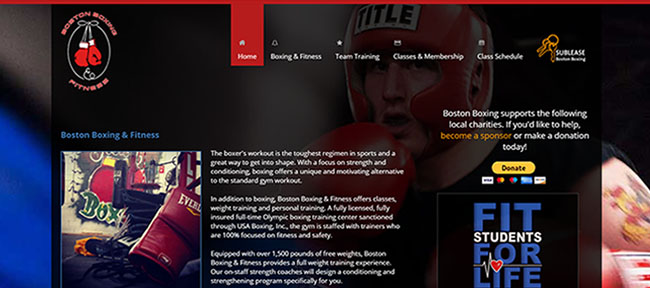 BOSTON BOXING
FITNESS
TITLE
Home
Boxing & Fitness
Team Training
Classes & Membership
Class Schedule
SUBLEASE
Boston Boxing
Boston Boxing supports the following
local charities. If you'd like to help,
become a sponsor or make a donation
today!
Donate
Boston Boxing & Fitness
The boxer's workout is the toughest regimen in sports and a
great way to get into shape. With a focus on strength and
conditioning, boxing offers a unique and motivating alternative
to the standard gym workout.
In addition to boxing, Boston Boxing & Fitness offers classes,
weight training and personal training. A fully licensed, fully
insured full-time Olympic boxing training center sanctioned
through USA Boxing, Inc., the gym is staffed with trainers who
are 100% focused on fitness and safety.
Equipped with over 1,500 pounds of free weights, Boston
Boxing & Fitness provides a full weight training experience.
Our on-staff strength coaches will design a conditioning and
strengthening program specifically for you.
EVERLAST
FIT
STUDENTS
FOR
LIFE